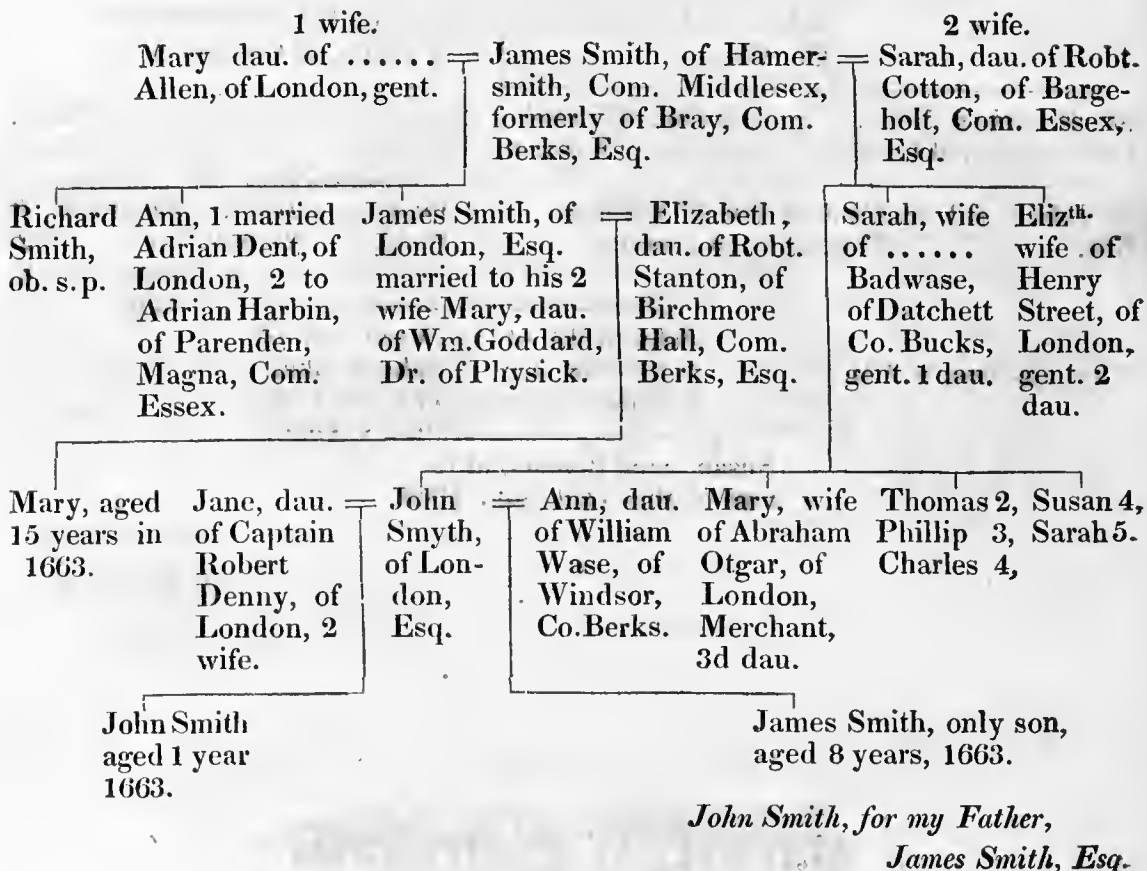 1 wife.
Mary dau. of ...... =
Allen, of London, gent.
James Smith, of Hamer-
smith, Com. Middlesex,
formerly of Bray, Com.
Berks, Esq.
2 wife.
= Sarah, dau. of Robt.
Cotton, of Barge-
holt, Com. Essex,
Esq.
Richard
Smith,
ob. s. p.
Ann, 1 married
Adrian Dent, of
London, 2 to
Adrian Harbin,
of Parenden,
Magna, Com.
Essex.
James Smith, of =
London, Esq.
married to his 2
wife Mary, dau.
of Wm. Goddard,
Dr. of Physick.
Elizabeth,
dau. of Robt.
Stanton, of
Birchmore
Hall, Com.
Berks, Esq.
Sarah, wife
of ......
Badwase,
of Datchett
Co. Bucks,
gent. 1 dau.
Elizth.
wife of
Henry
Street, of
London,
gent. 2
dau.
Mary, aged
15 years in
1663.
Jane, dau. =
of Captain
Robert
Denny, of
London, 2
wife.
John =
Smyth,
of Lon-
don,
Esq.
Ann, dau.
of William
Wase, of
Windsor,
Co. Berks.
Mary, wife
of Abraham
Otgar, of
London,
Merchant,
3d dau.
Thomas 2,
Phillip 3,
Charles 4,
Susan 4,
Sarah 5.
John Smith
aged 1 year
1663.
James Smith, only son,
aged 8 years, 1663.
John Smith, for my Father,
James Smith, Esq.